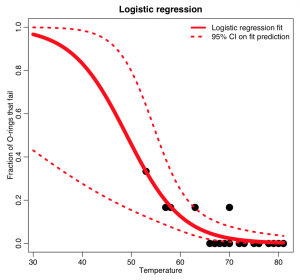 Logistic regression
Logistic regression fit
95% CI on fit prediction
Fraction of O-rings that fail
1.0
0.8
0.6
0.4
0.2
0.0
30
40
50
60
70
80
Temperature